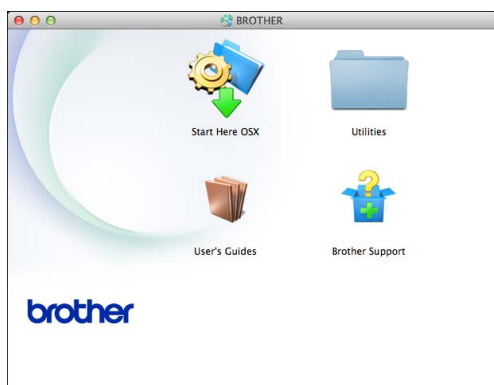 BROTHER
Start Here OSX
Utilities
User's Guides
Brother Support
brother